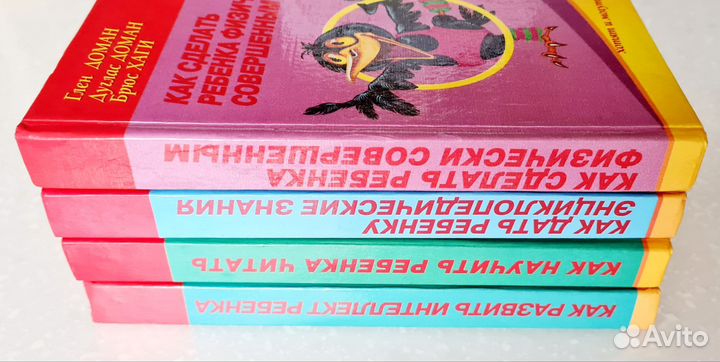 Глен ДОМАН
Дуглас ДОМАН
Брюс ХАГИ
КАК СДЕЛАТЬ
РЕБЕНКА ФИЗИЧ
СОВЕРШЕННЫМ
КАК СДЕЛАТЬ РЕБЕНКА
ФИЗИЧЕСКИ СОВЕРШЕННЫМ
КАК ДАТЬ РЕБЕНКУ
ЭНЦИКЛОПЕДИЧЕСКИЕ ЗНАНИЯ
КАК НАУЧИТЬ РЕБЕНКА ЧИТАТЬ
КАК РАЗВИТЬ ИНТЕЛЛЕКТ РЕБЕНКА
Avito